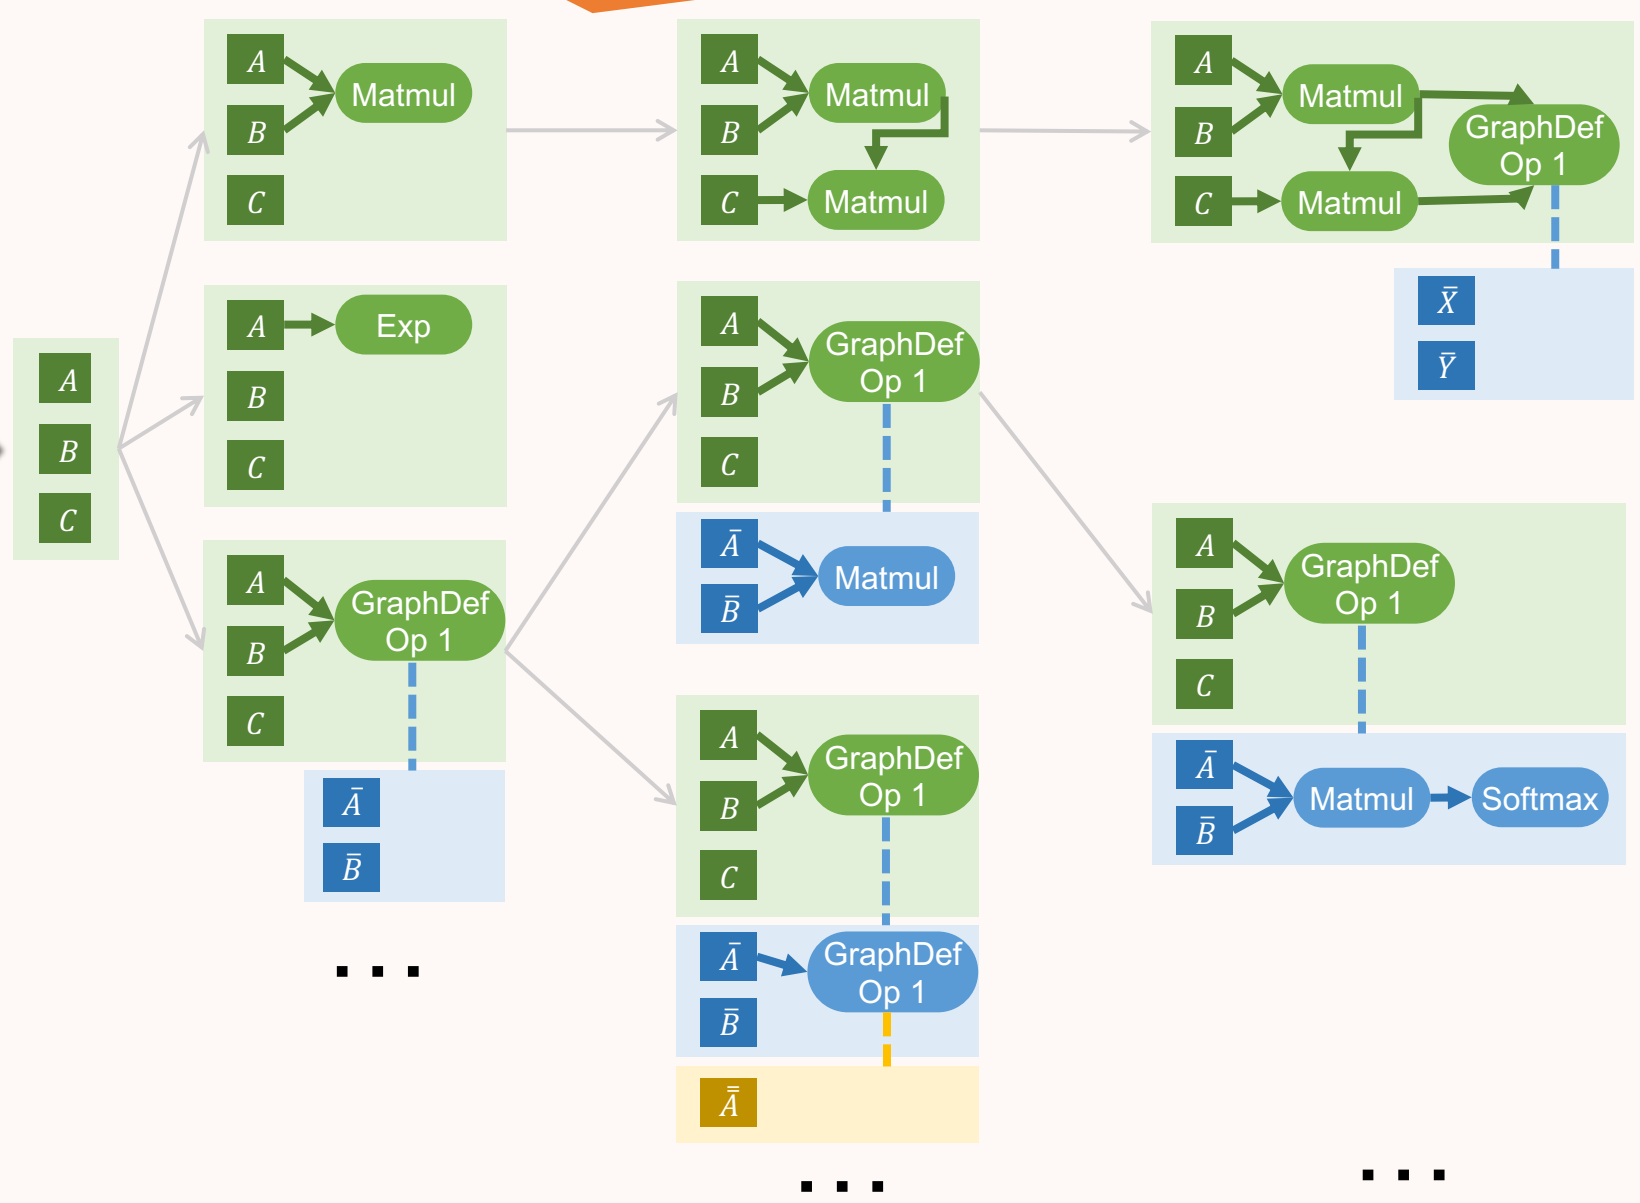 A
B
C
A
B
C
Matmul
A
B
C
Exp
A
B
C
GraphDef
Op 1
A̅
B̅
. . .
A
B
C
Matmul
Matmul
A
B
C
GraphDef
Op 1
A̅
B̅
Matmul
A
B
C
GraphDef
Op 1
A̅
B̅
GraphDef
Op 1
A̿
. . .
A
B
C
Matmul
Matmul
GraphDef
Op 1
X̅
Y̅
A
B
C
GraphDef
Op 1
A̅
B̅
Matmul
Softmax
. . .